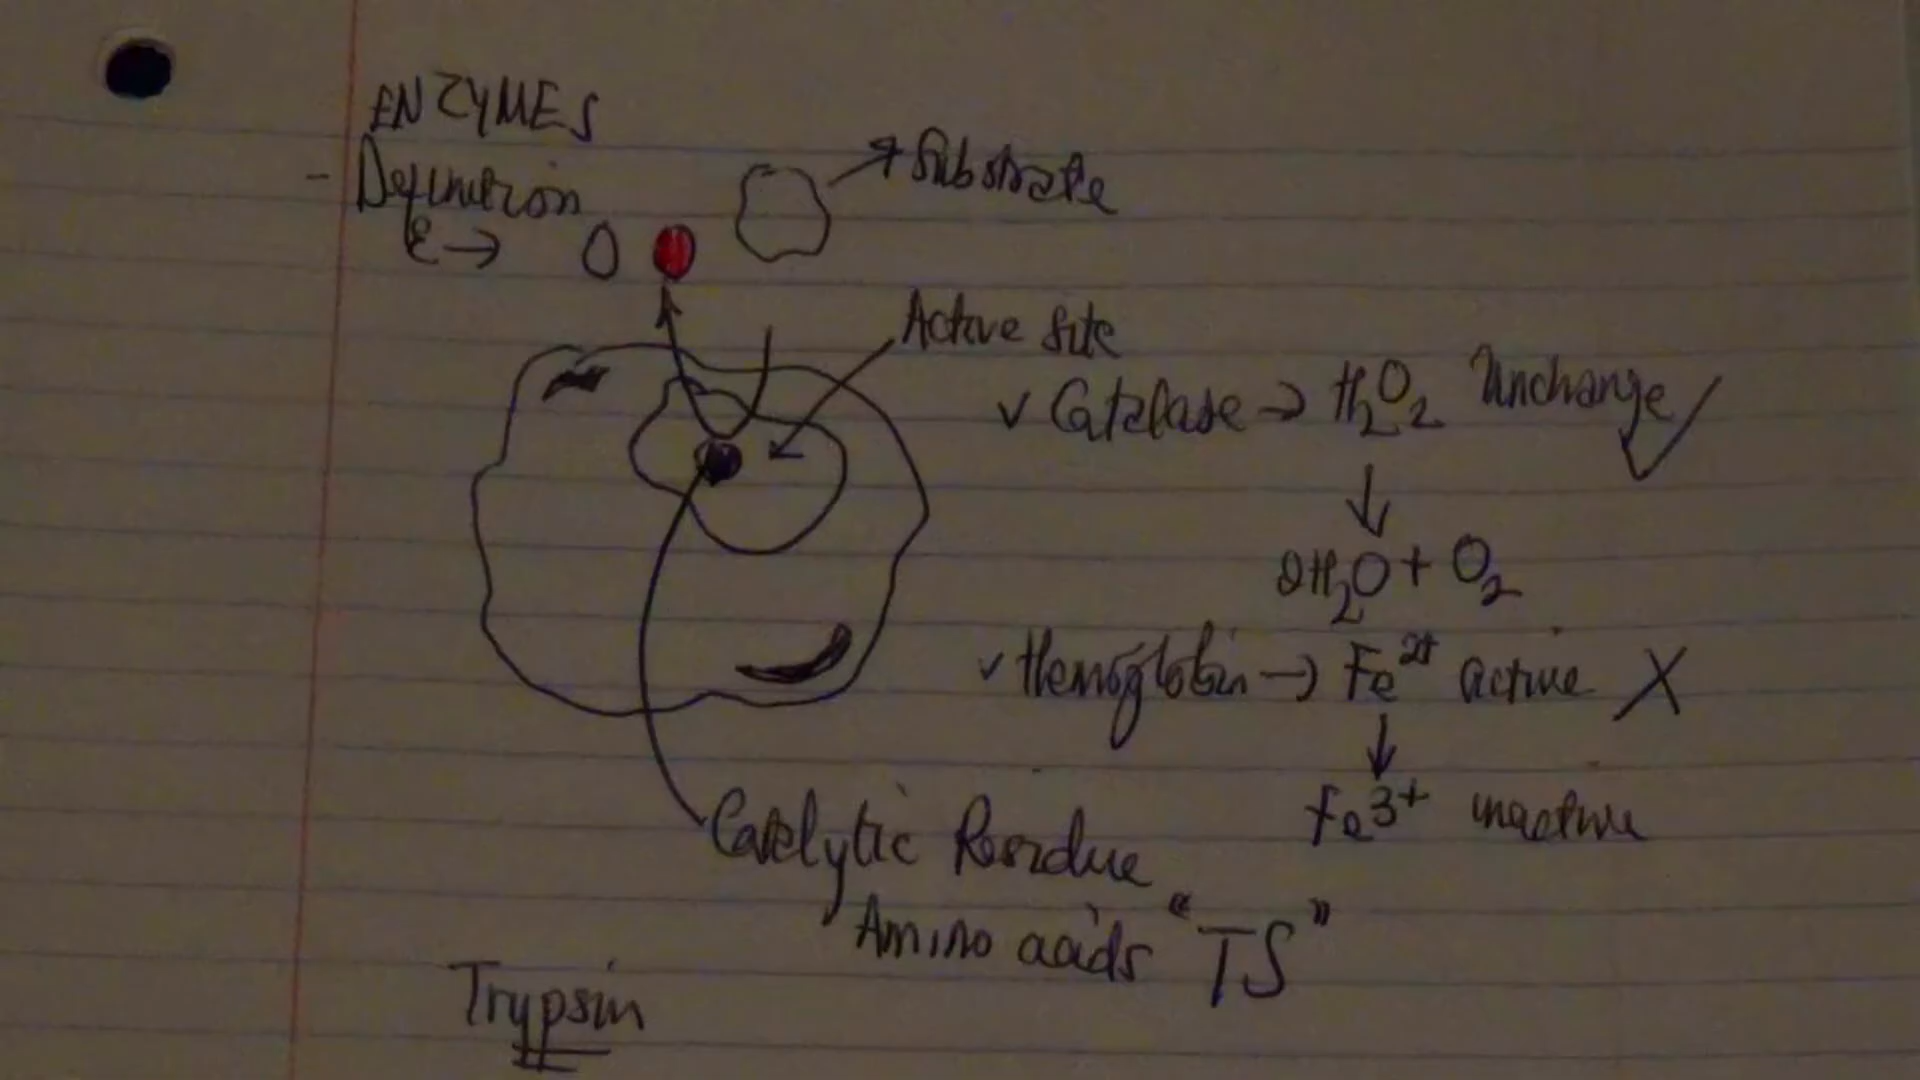 ENZYMES
- Definition
E →
→ Substrate
Active site
✓ Catalase → H₂O₂ Unchange ✓
↓
2H₂O + O₂
✓ Hemoglobin → Fe²⁺ active X
↓
Fe3+ inactive
Catalytic Residue
Amino acids "TS"
Trypsin